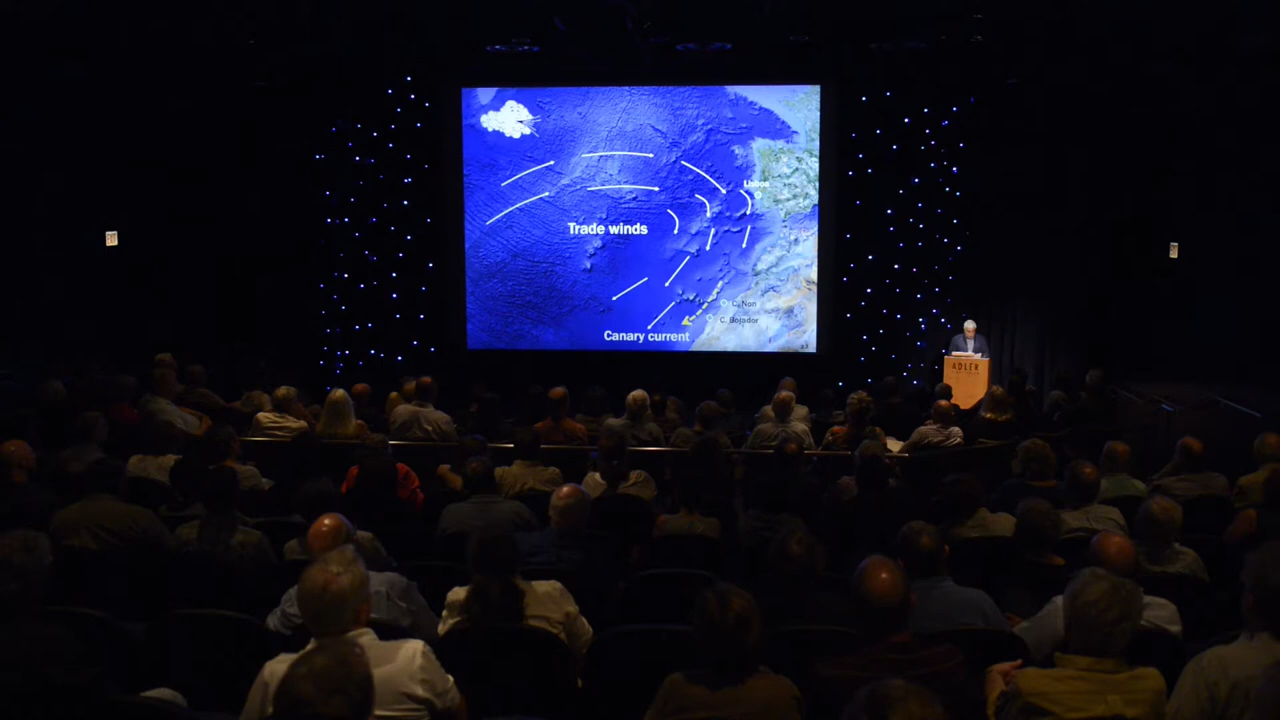 Lisboa
Trade winds
C. Non
C. Bojador
Canary current
ADLER